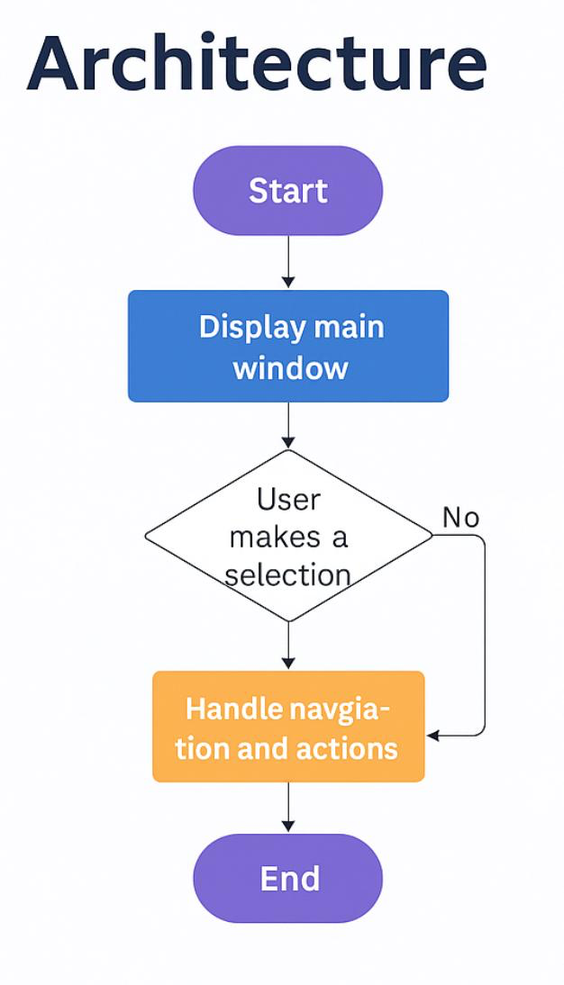 Architecture
Start
Display main
window
User
makes a
selection
No
Handle navgia-
tion and actions
End